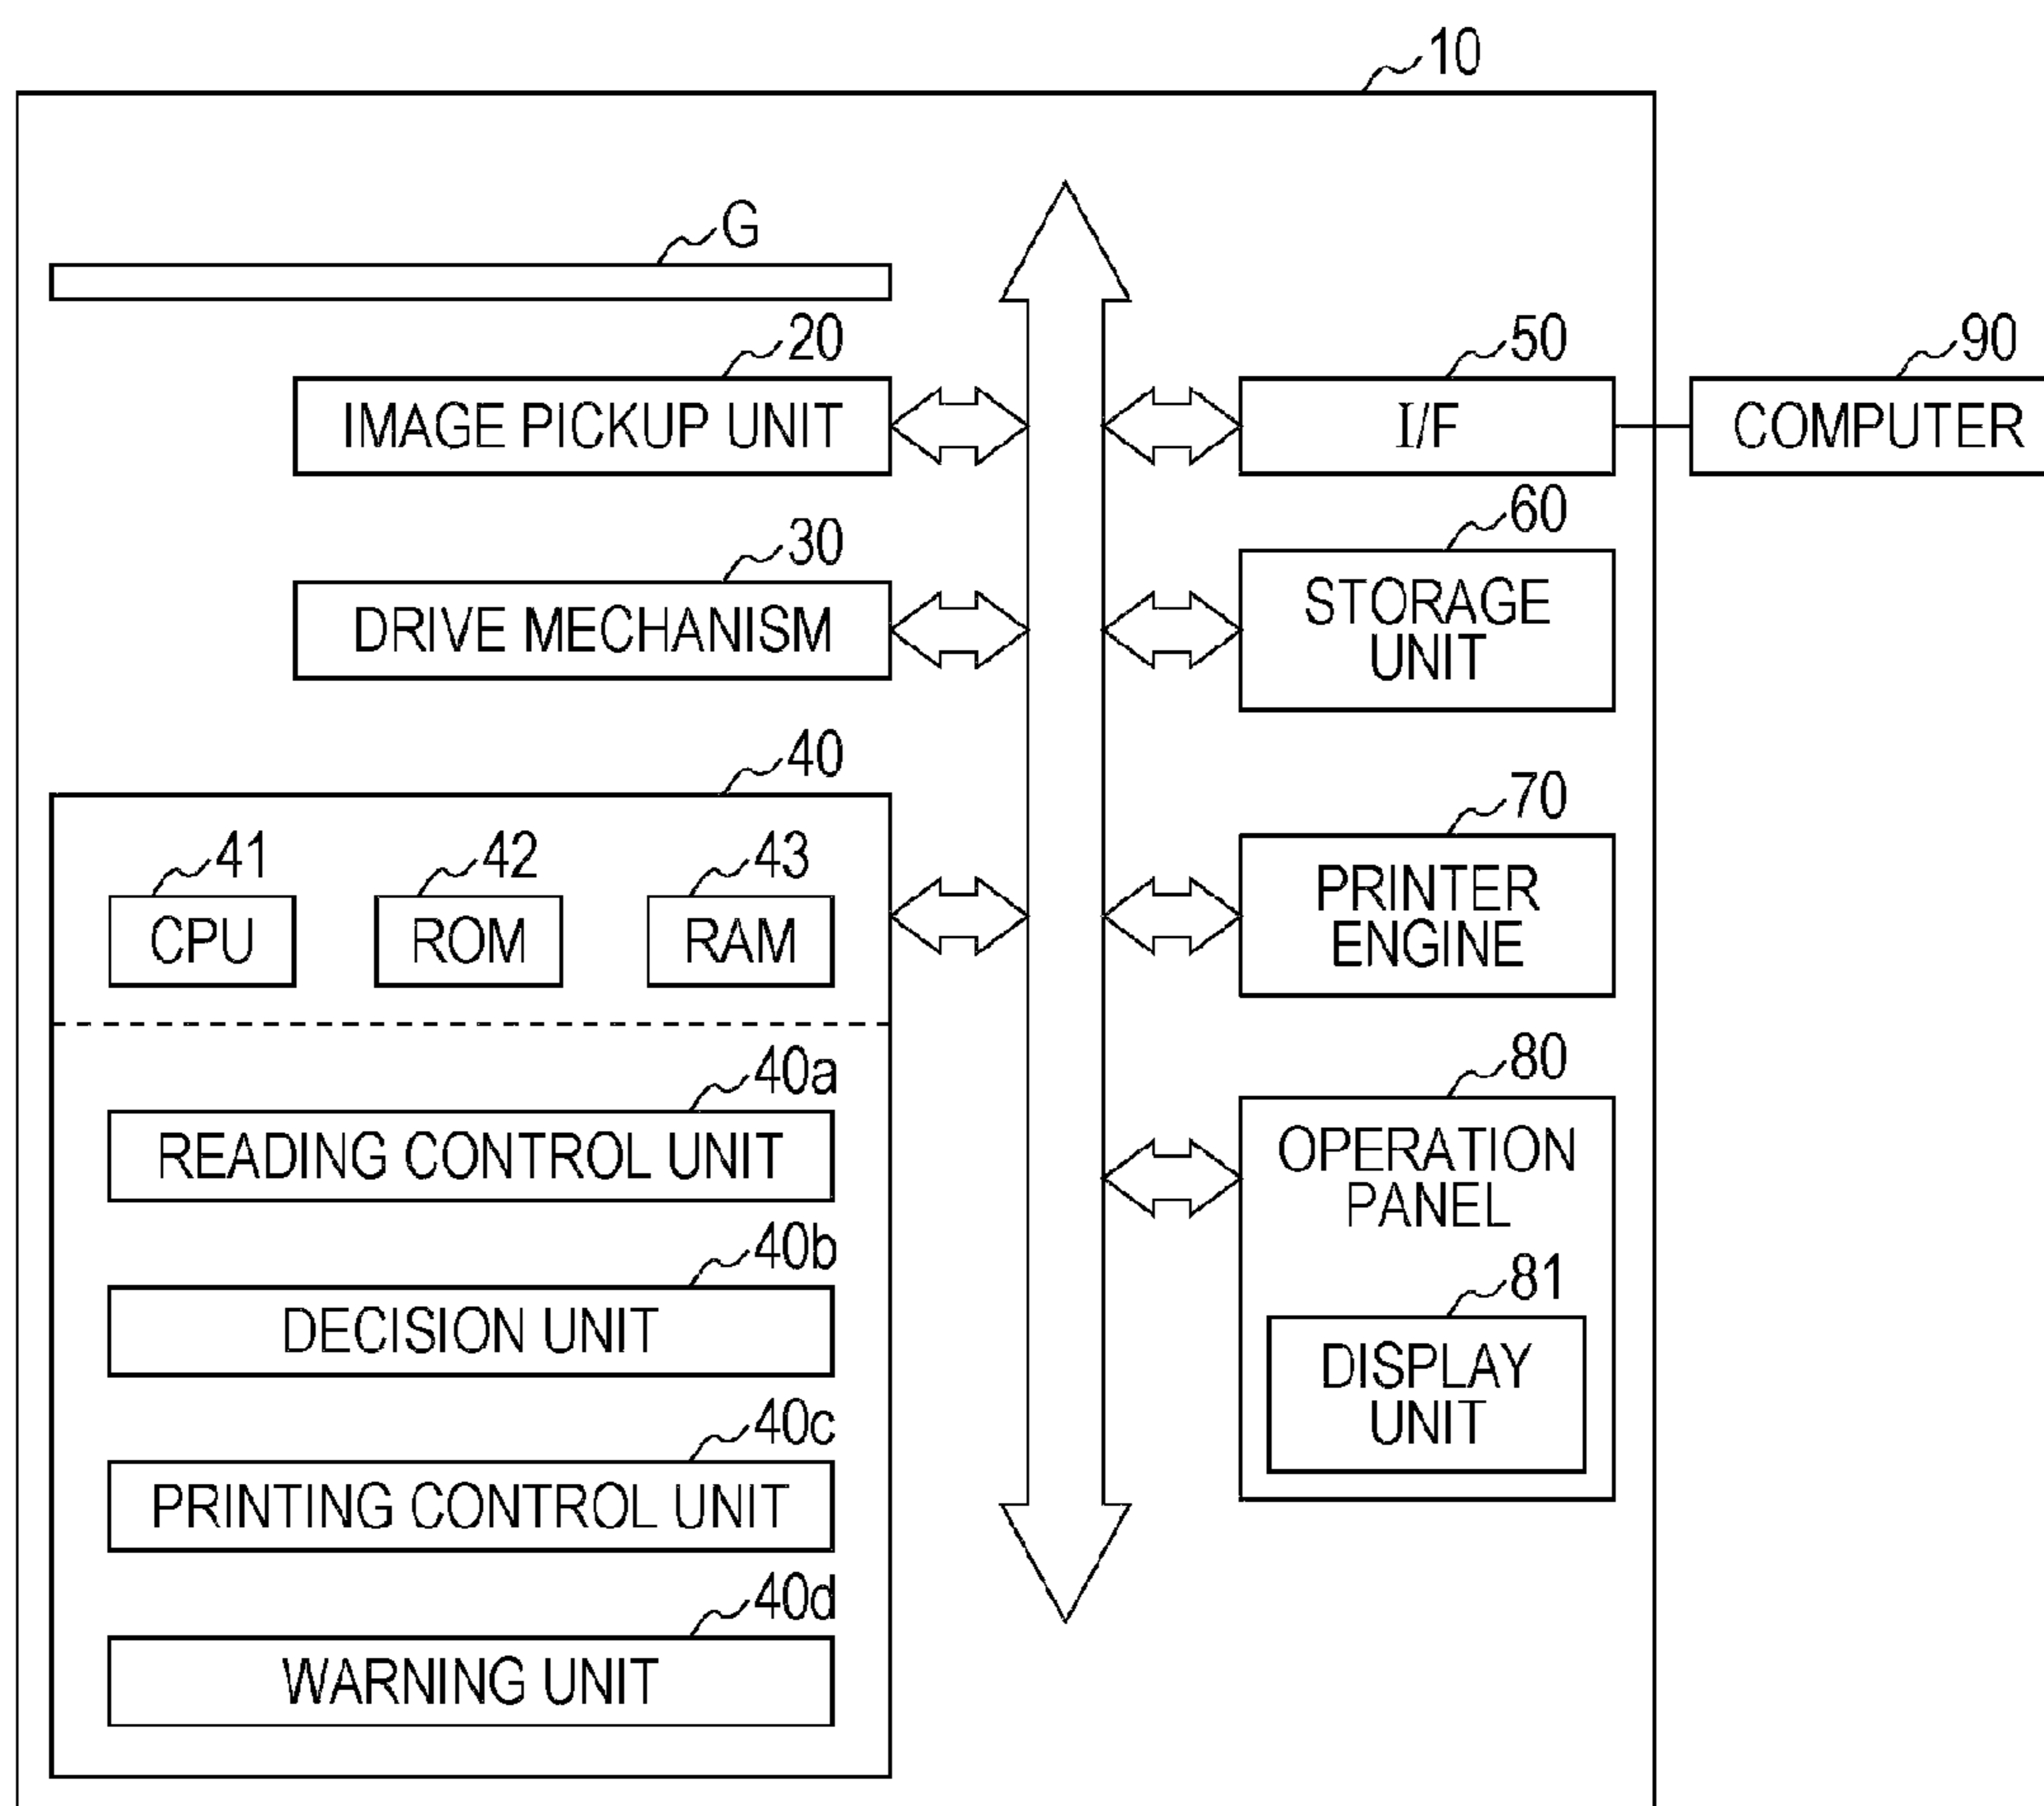 10
G
20
IMAGE PICKUP UNIT
30
DRIVE MECHANISM
40
41
CPU
42
ROM
43
RAM
40a
READING CONTROL UNIT
40b
DECISION UNIT
40c
PRINTING CONTROL UNIT
40d
WARNING UNIT
50
I/F
90
COMPUTER
60
STORAGE
UNIT
70
PRINTER
ENGINE
80
OPERATION
PANEL
81
DISPLAY
UNIT